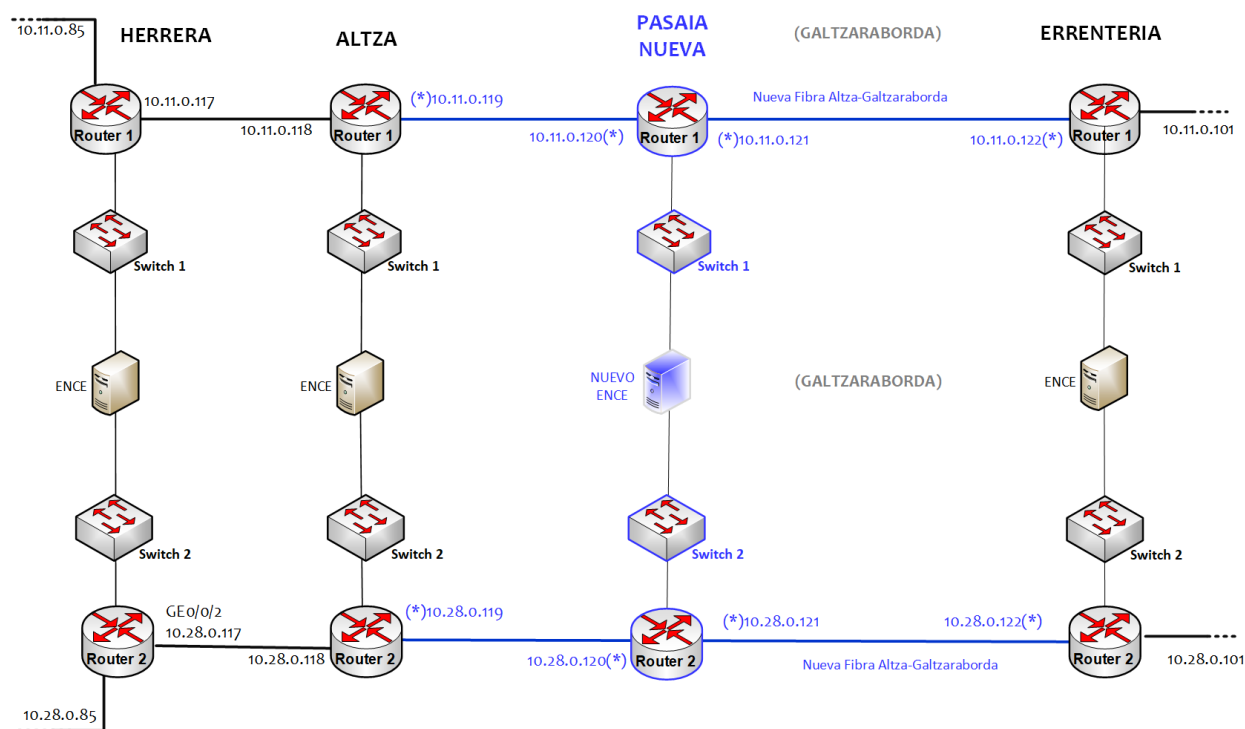 10.11.0.85
HERRERA
ALTZA
PASAIA
NUEVA
(GALTZARABORDA)
ERRENTERIA
10.11.0.117
(*)10.11.0.119
Nueva Fibra Altza-Galtzaraborda
Router 1
10.11.0.118
Router 1
10.11.0.120(*)
Router 1
(*)10.11.0.121
10.11.0.122(*)
Router 1
10.11.0.101
Switch 1
Switch 1
Switch 1
Switch 1
ENCE
ENCE
NUEVO
ENCE
(GALTZARABORDA)
ENCE
Switch 2
Switch 2
Switch 2
Switch 2
GE0/0/2
10.28.0.117
(*)10.28.0.119
(*)10.28.0.121
10.28.0.122(*)
Router 2
10.28.0.118
Router 2
10.28.0.120(*)
Router 2
Nueva Fibra Altza-Galtzaraborda
Router 2
10.28.0.101
10.28.0.85